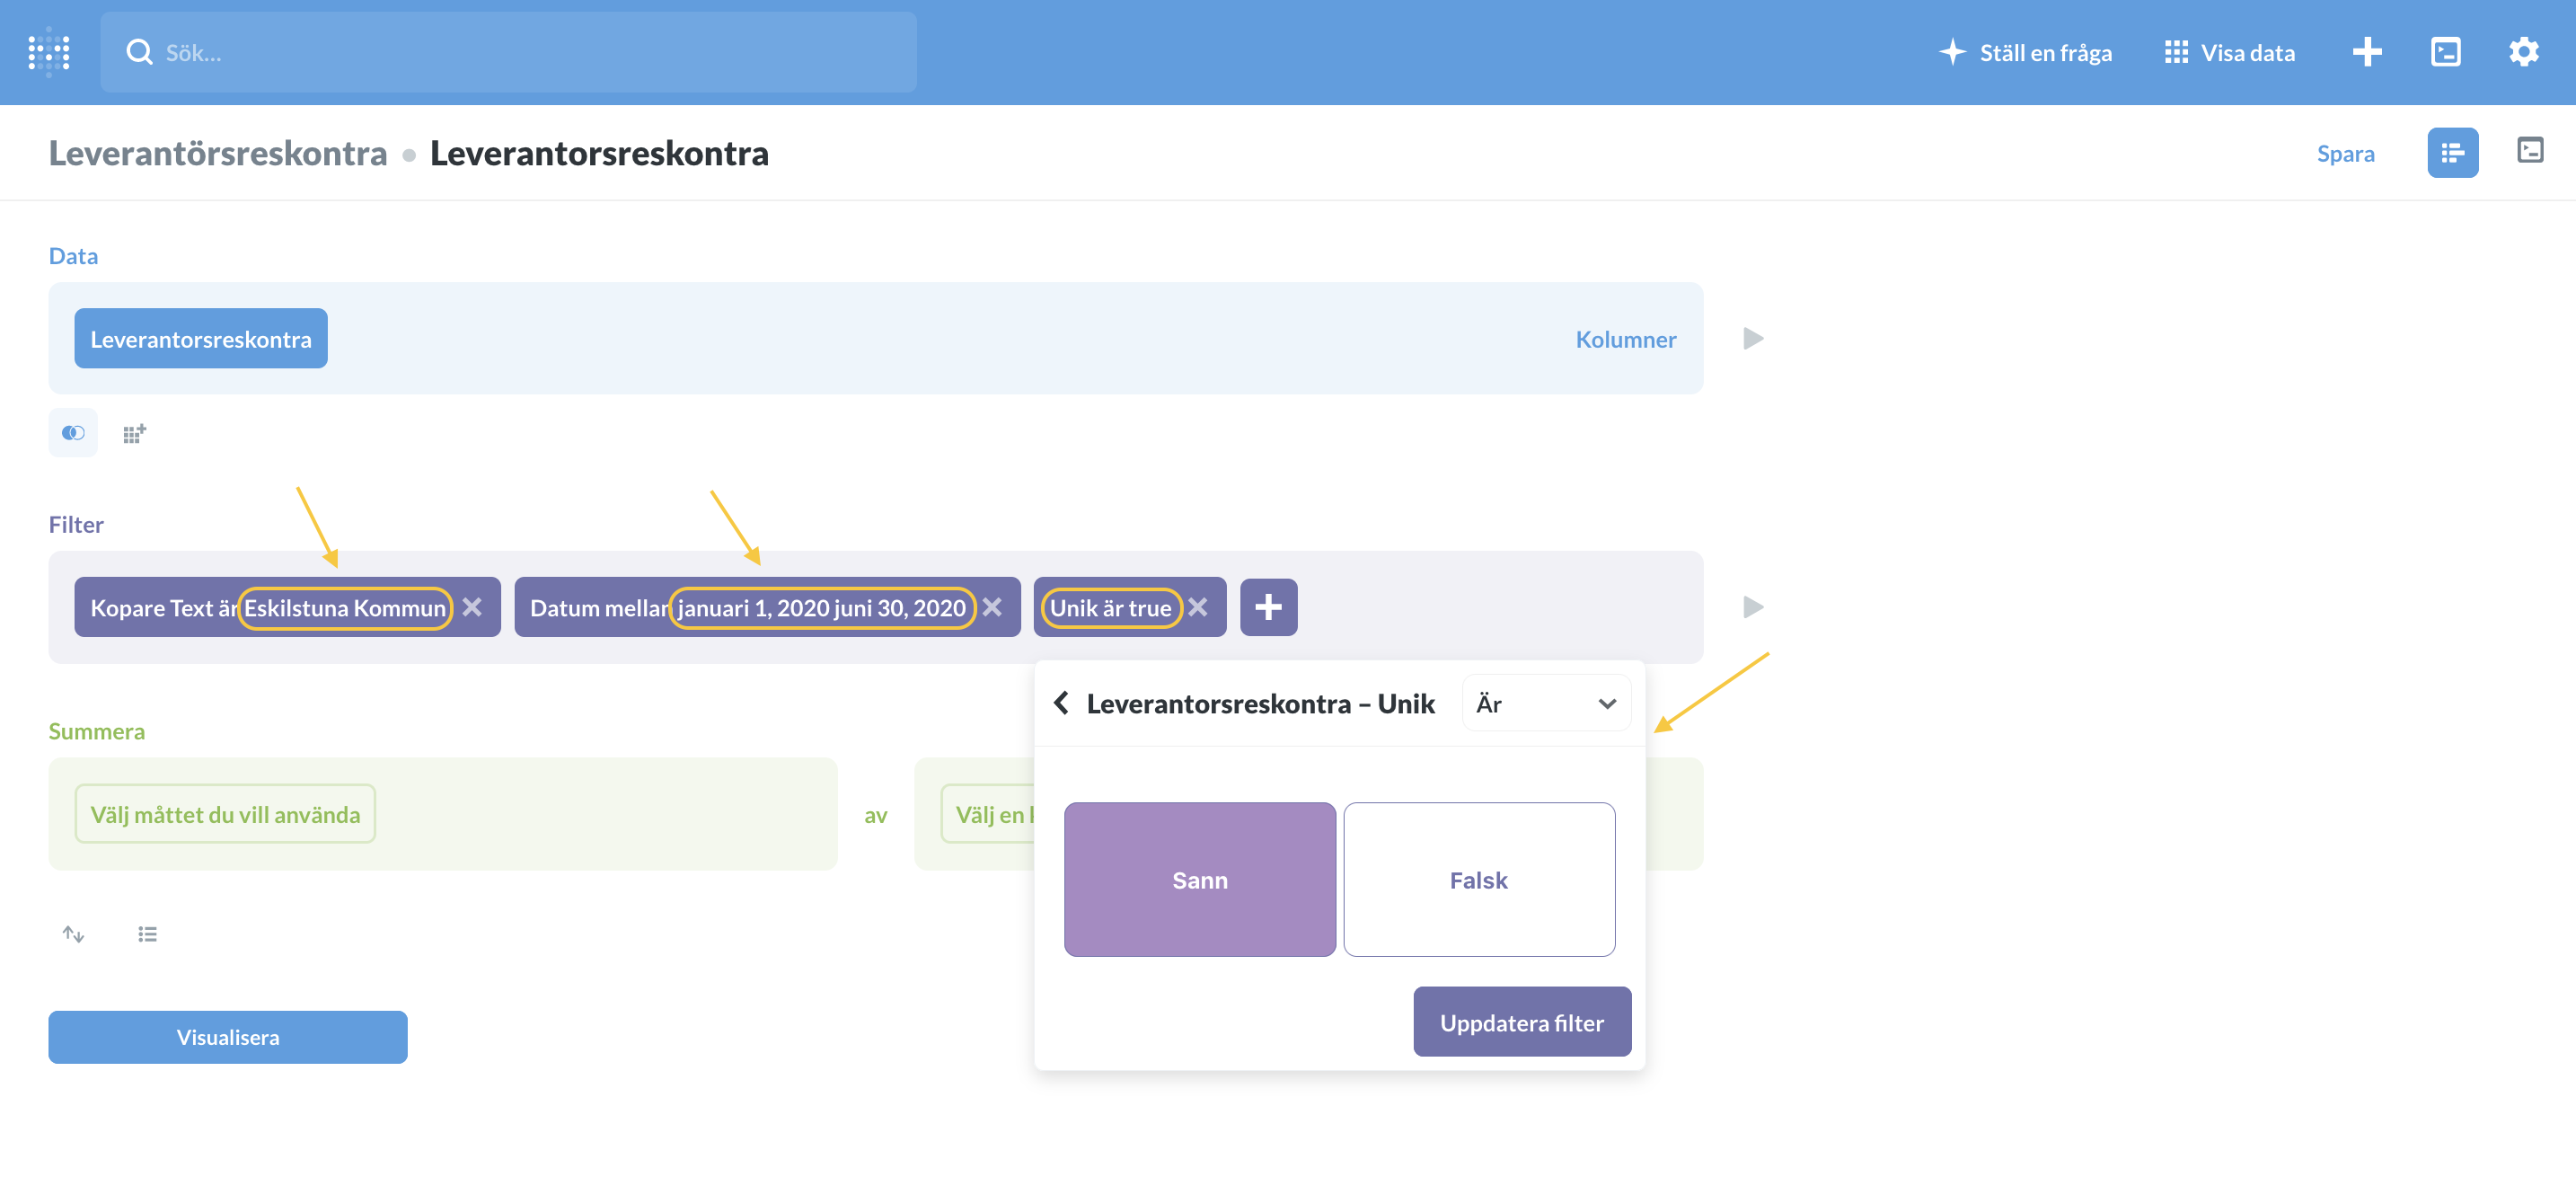 Sök...
Ställ en fråga
Visa data
Leverantörsreskontra • Leverantorsreskontra
Spara
Data
Leverantorsreskontra
Kolumner
Filter
Kopare Text är Eskilstuna Kommun
Datum mellan januari 1, 2020 juni 30, 2020
Unik är true
Leverantorsreskontra – Unik
Är
Summera
Välj måttet du vill använda
av
Välj en
Sann
Falsk
Uppdatera filter
Visualisera